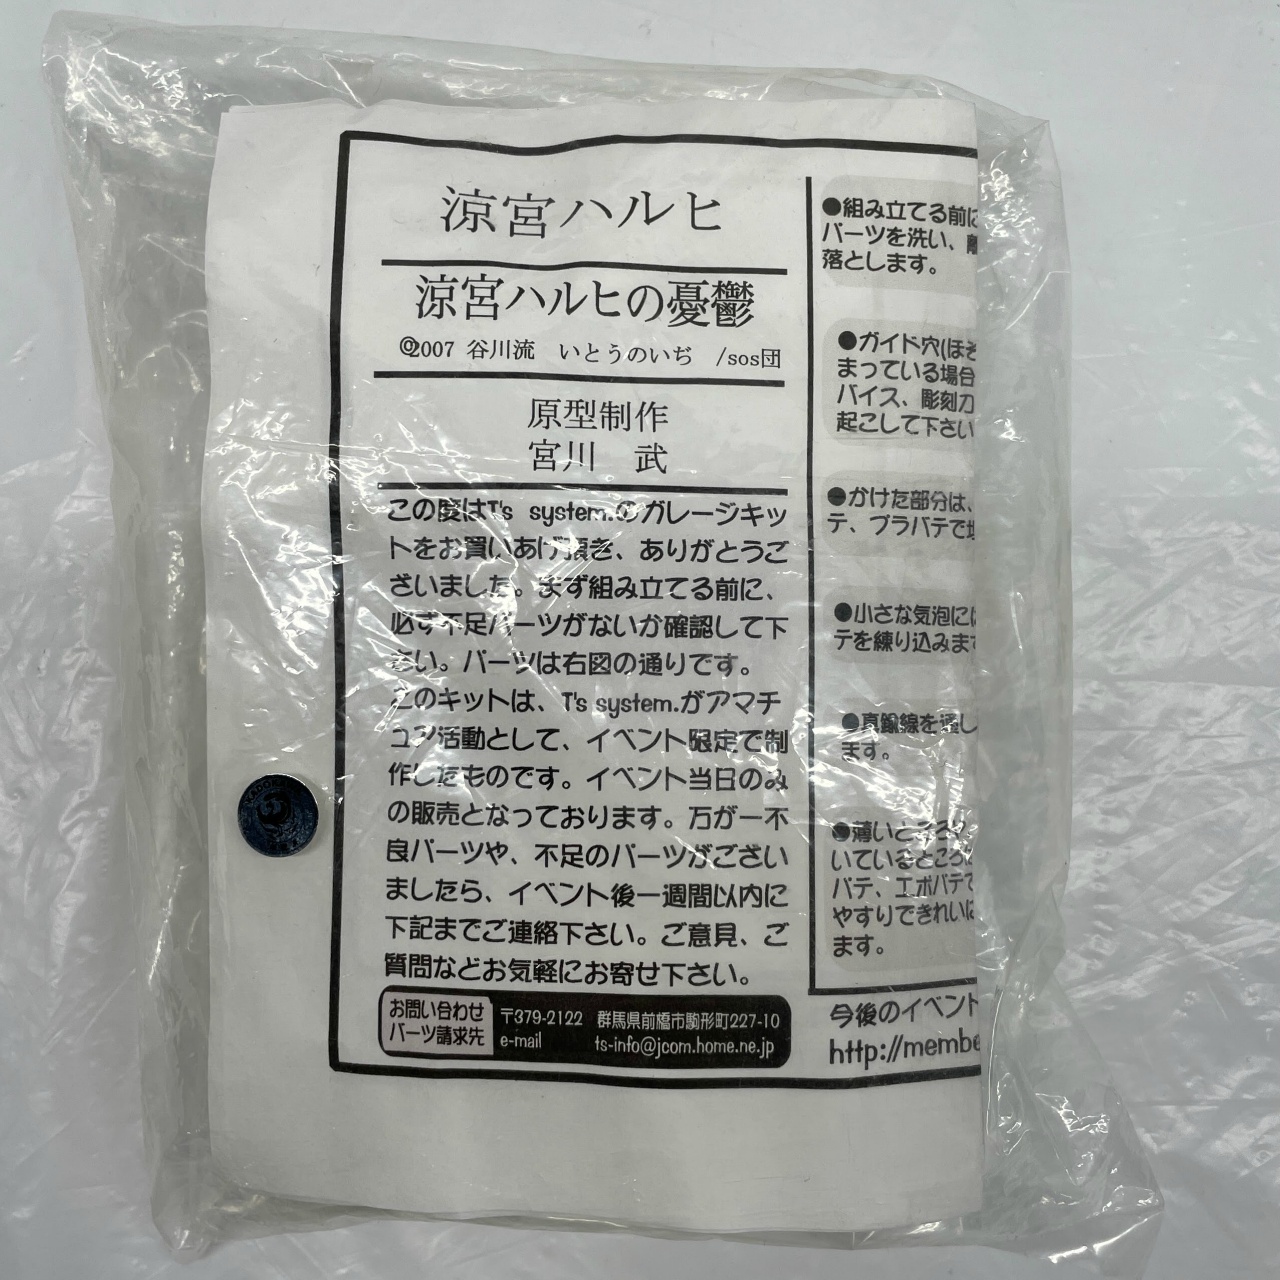 涼宮ハルヒ
涼宮ハルヒの憂鬱
©2007 谷川流　いとうのいぢ　/sos団
原型制作
宮川　武
この度はT's system.のガレージキッ
トをお買いあげ頂き、ありがとうご
ざいました。まず組み立てる前に、
必ず不足パーツがないか確認して下
さい。パーツは右図の通りです。
このキットは、T's system.がアマチ
ュア活動として、イベント限定で制
作したものです。イベント当日のみ
の販売となっております。万が一不
良パーツや、不足のパーツがござい
ましたら、イベント後一週間以内に
下記までご連絡下さい。ご意見、ご
質問などお気軽にお寄せ下さい。
お問い合わせ
パーツ請求先
〒379-2122　群馬県前橋市駒形町227-10
e-mail　ts-info@jcom.home.ne.jp
●組み立てる前に
パーツを洗い、離
落とします。
●ガイド穴(ほぞ
まっている場合
バイス、彫刻刀
起こして下さい
●かけた部分は、
テ、プラパテで埋
●小さな気泡には
テを練り込みます
●真鍮線を通し
ます。
●薄いところや、
いているところは
パテ、エポパテで
やすりできれいに
ます。
今後のイベント
http://membe